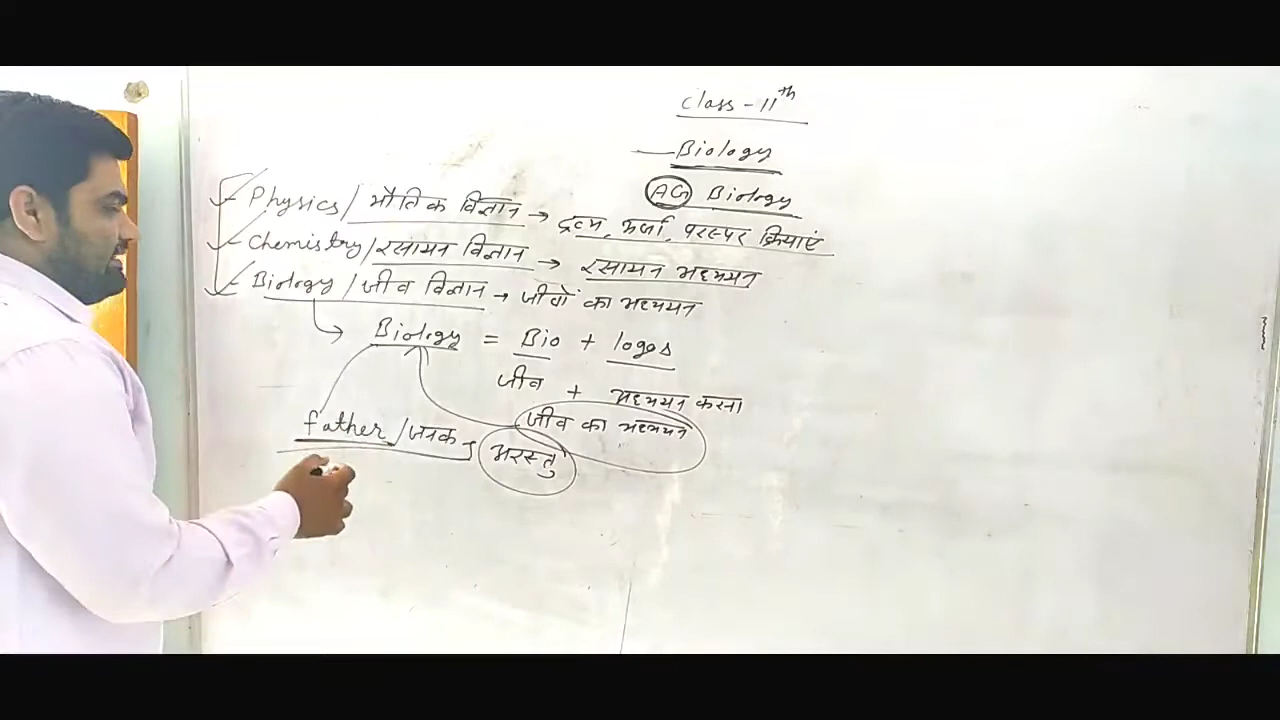 Class - 11th
Biology
AG Biology
Physics / भौतिक विज्ञान → द्रव्य, ऊर्जा, परस्पर क्रियाएं
Chemistry / रसायन विज्ञान → रसायन अध्ययन
Biology / जीव विज्ञान → जीवों का अध्ययन
Biology = Bio + logos
जीव + अध्ययन करना
जीव का अध्ययन
father / जनक
अरस्तु